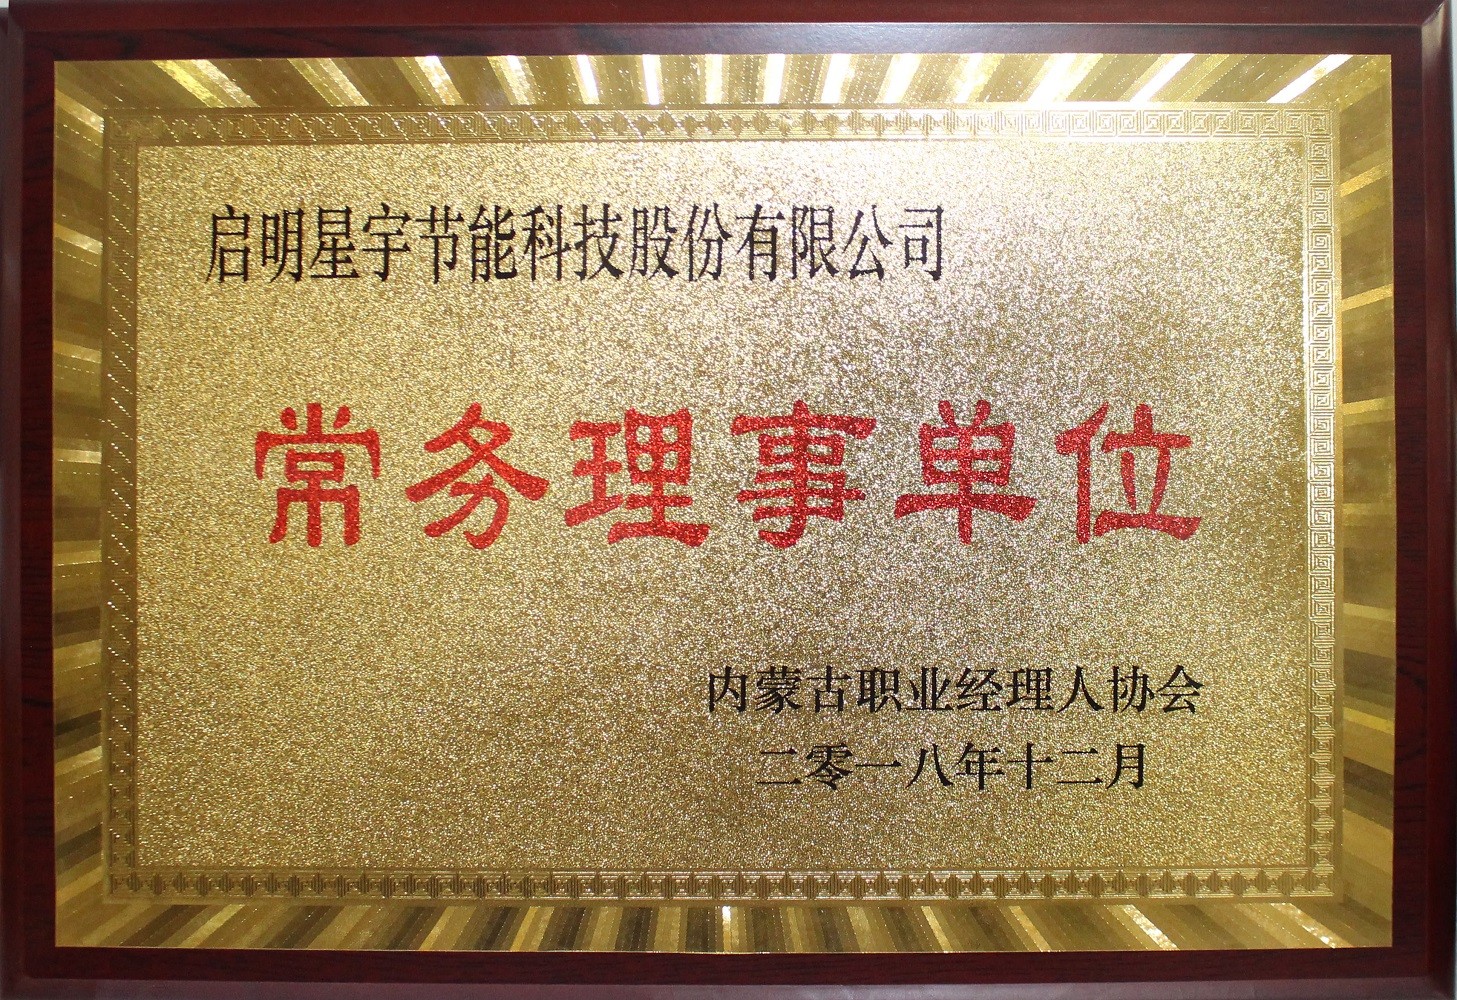 启明星宇节能科技股份有限公司
常务理事单位
内蒙古职业经理人协会
二零一八年十二月